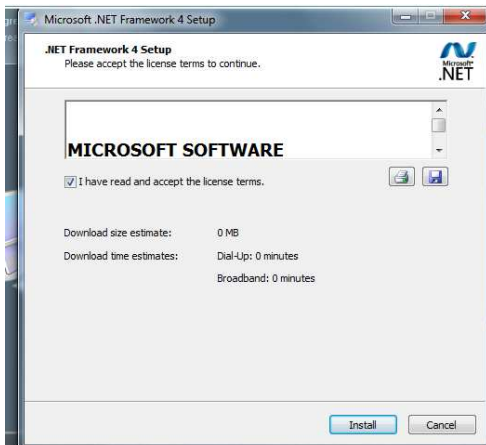 Microsoft .NET Framework 4 Setup
.NET Framework 4 Setup
Please accept the license terms to continue.
Microsoft®
.NET
MICROSOFT SOFTWARE
I have read and accept the license terms.
Download size estimate: 0 MB
Download time estimates: Dial-Up: 0 minutes
Broadband: 0 minutes
Install Cancel